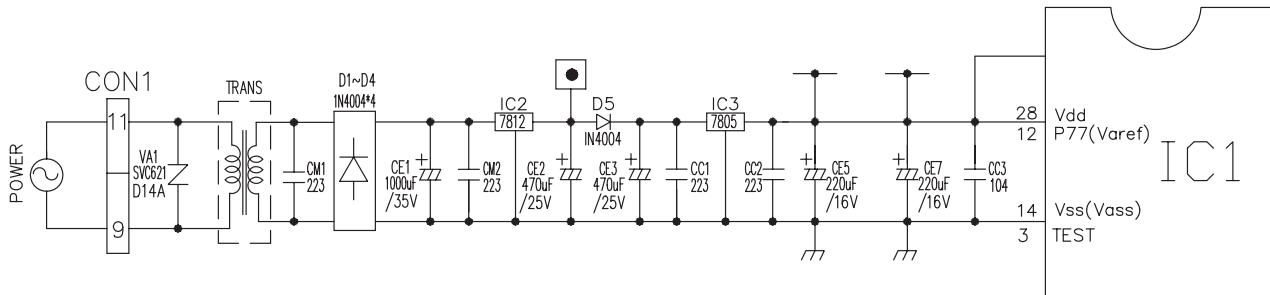 CON1
POWER
11
9
VA1
SVC621
D14A
TRANS
CM1
223
D1~D4
1N4004*4
CE1
1000uF
/35V
CM2
223
IC2
7812
CE2
470uF
/25V
D5
IN4004
CE3
470uF
/25V
CC1
223
IC3
7805
CC2
223
CE5
220uF
/16V
CE7
220uF
/16V
CC3
104
28 Vdd
12 P77(Varef)
14 Vss(Vass)
3 TEST
IC1